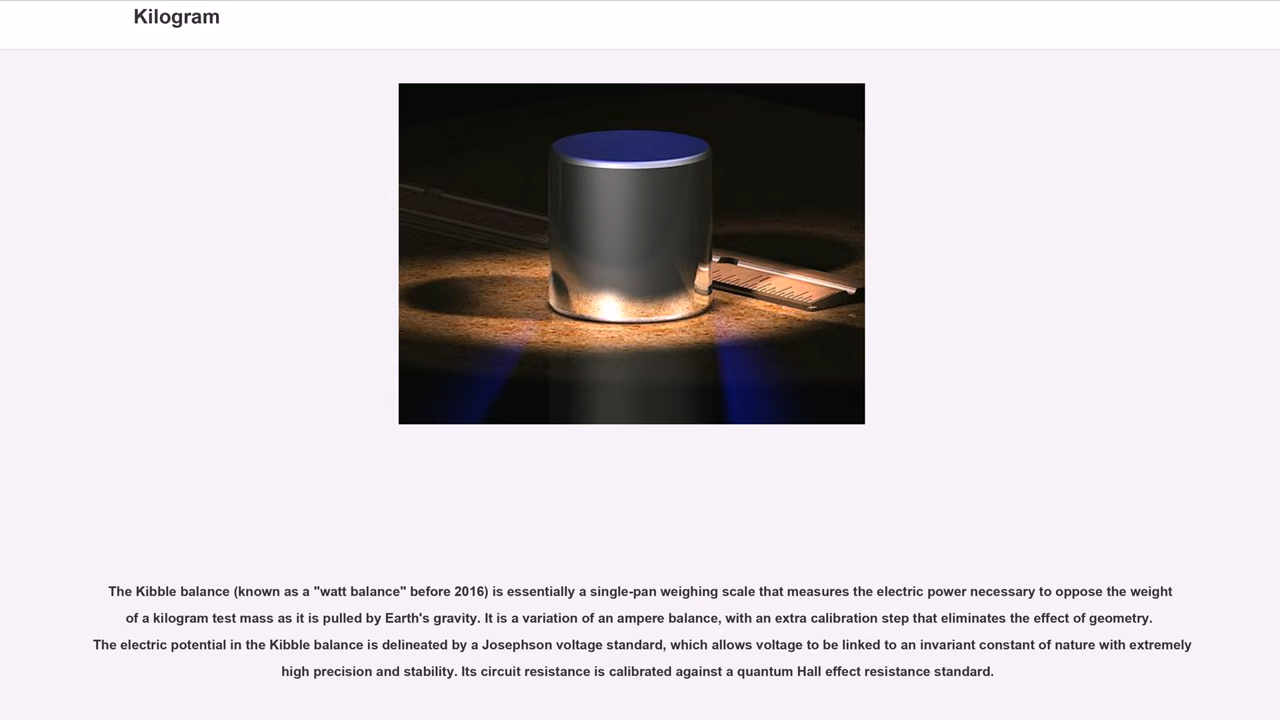 Kilogram
The Kibble balance (known as a "watt balance" before 2016) is essentially a single-pan weighing scale that measures the electric power necessary to oppose the weight
of a kilogram test mass as it is pulled by Earth's gravity. It is a variation of an ampere balance, with an extra calibration step that eliminates the effect of geometry.
The electric potential in the Kibble balance is delineated by a Josephson voltage standard, which allows voltage to be linked to an invariant constant of nature with extremely
high precision and stability. Its circuit resistance is calibrated against a quantum Hall effect resistance standard.